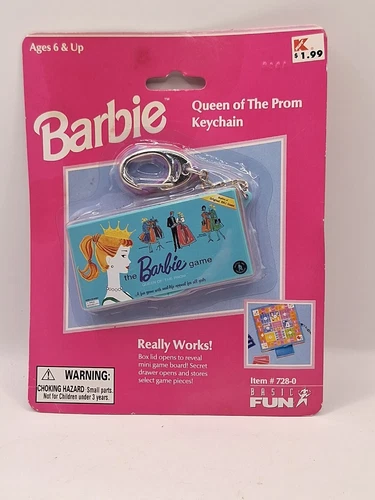 Ages 6 & Up
K
$1.99
Barbie™
Queen of The Prom
Keychain
the Barbie game
Really Works!
Box lid opens to reveal
mini game board! Secret
drawer opens and stores
select game pieces!
⚠ WARNING:
CHOKING HAZARD: Small parts
Not for Children under 3 years.
Item # 728-0
BASIC
FUN